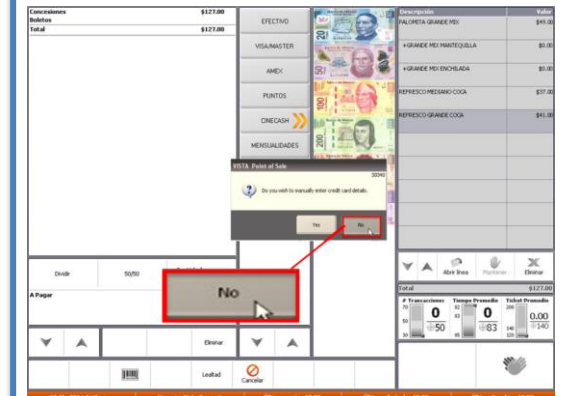 Concesiones $127.00
Boletos
Total $127.00
EFECTIVO
VISA/MASTER
AMEX
PUNTOS
CINECASH
MENSUALIDADES
Descripción Valor
PALOMITA GRANDE MIX $49.00
+GRANDE MIX MANTEQUILLA $0.00
+GRANDE MIX ENCHILADA $0.00
REFRESCO MEDIANO COCA $37.00
REFRESCO GRANDE COCA $41.00
VISTA Point of Sale
30340
Do you wish to manually enter credit card details.
Yes No
No
Dividir 50/50
A Pagar
Eliminar
Lealtad Cancelar
Abrir línea Mantener Eliminar
Total $127.00
# Transacciones Tiempo Promedio Ticket Promedio
0 0 0.00
50 83 140